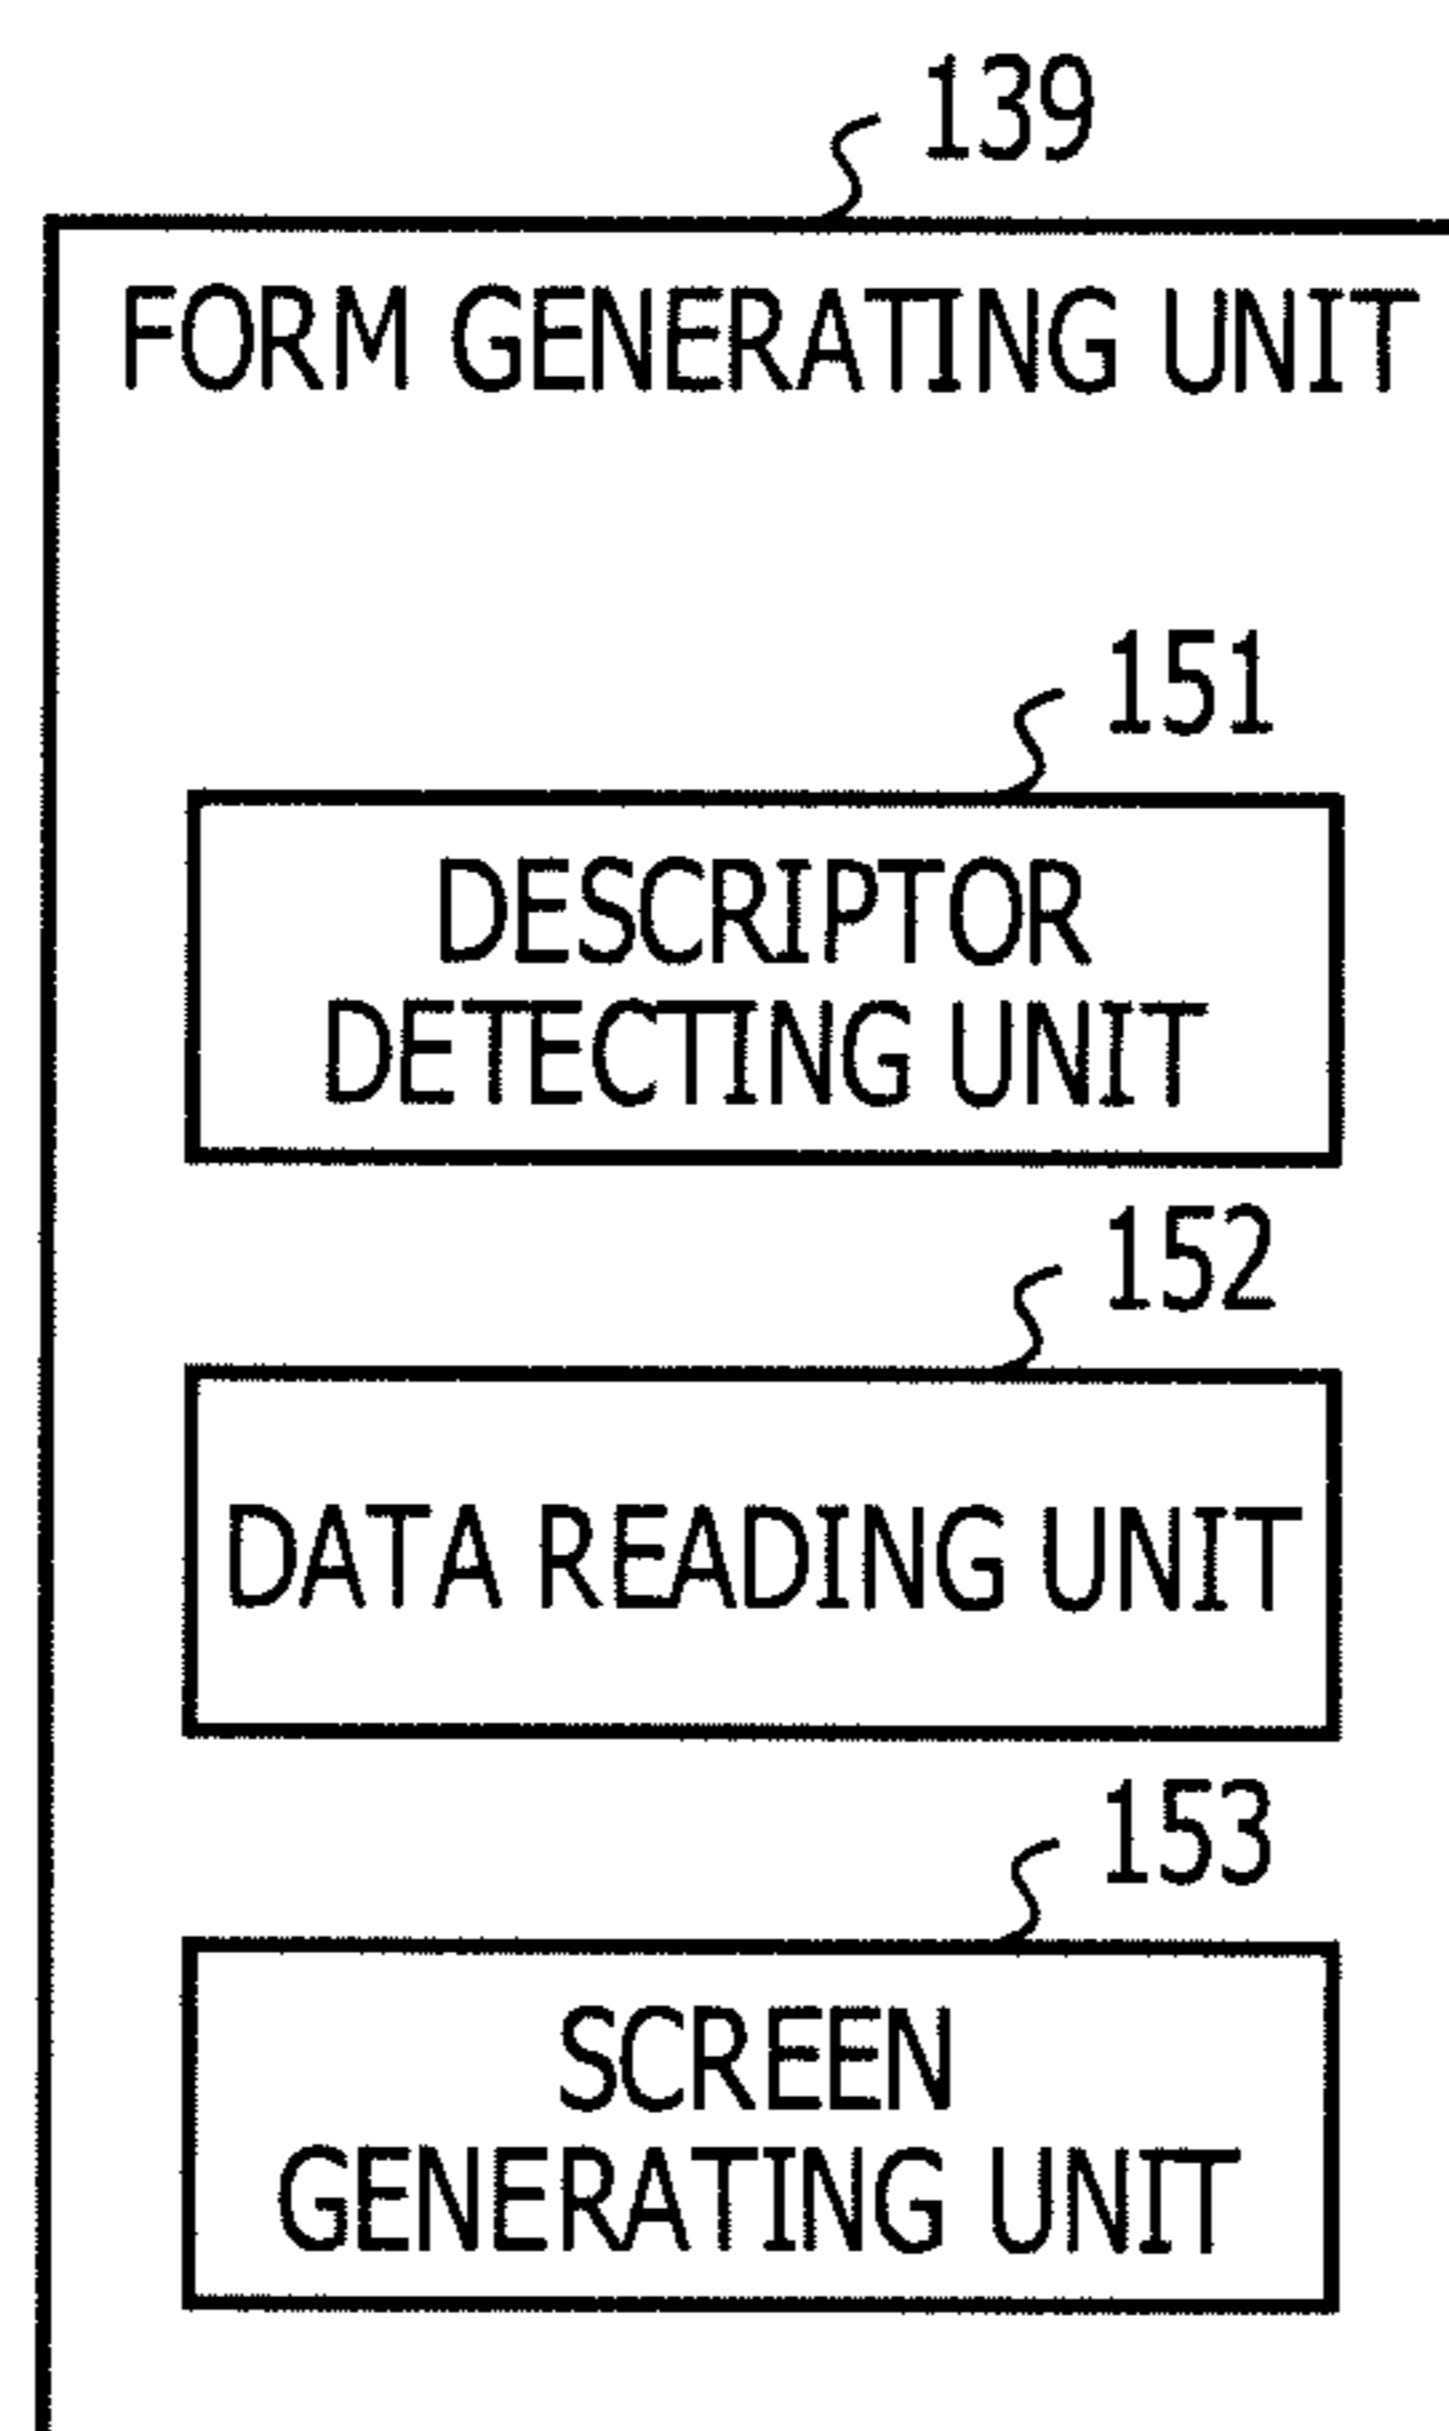 139
FORM GENERATING UNIT
151
DESCRIPTOR
DETECTING UNIT
152
DATA READING UNIT
153
SCREEN
GENERATING UNIT